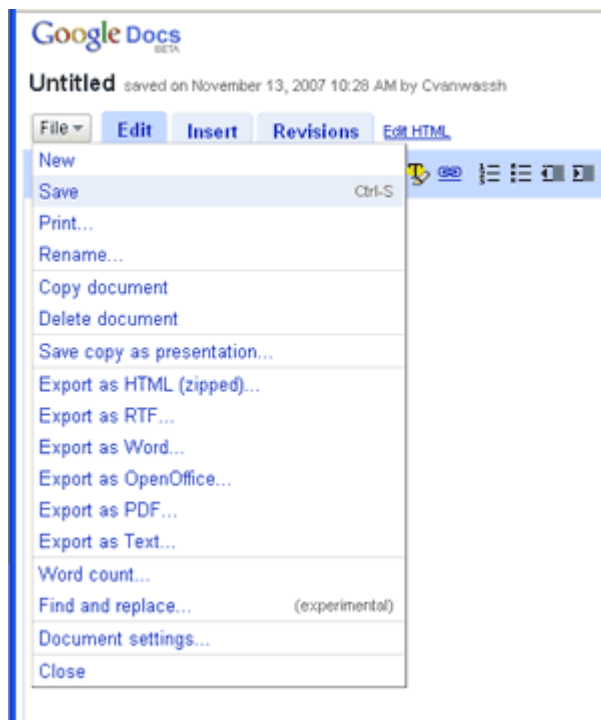 Google Docs
BETA
Untitled saved on November 13, 2007 10:28 AM by Cvanwassh
File Edit Insert Revisions Edit HTML
New
Save Ctrl-S
Print...
Rename...
Copy document
Delete document
Save copy as presentation...
Export as HTML (zipped)...
Export as RTF...
Export as Word...
Export as OpenOffice...
Export as PDF...
Export as Text...
Word count...
Find and replace... (experimental)
Document settings...
Close